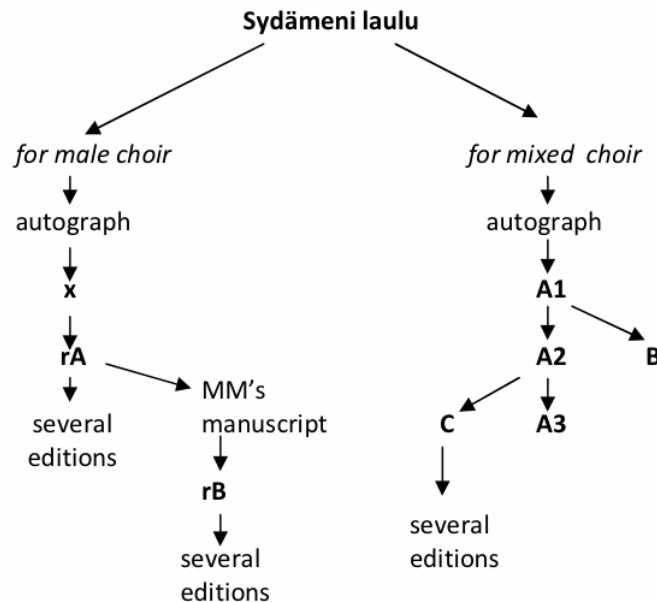 Sydämeni laulu
for male choir
for mixed choir
autograph
autograph
x
A1
rA
A2
B
MM's
manuscript
several
editions
C
A3
rB
several
editions
several
editions